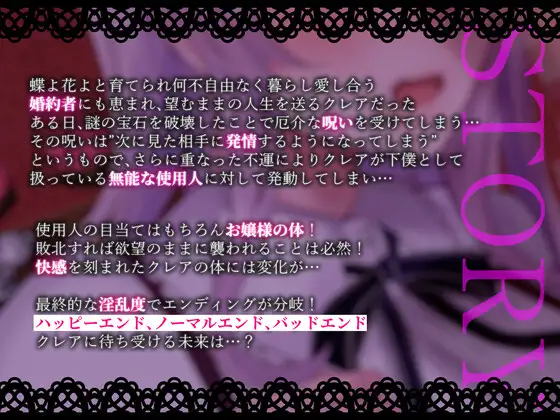 STORY
蝶よ花よと育てられ何不自由なく暮らし愛し合う
婚約者にも恵まれ、望むままの人生を送るクレアだった
ある日、謎の宝石を破壊したことで厄介な呪いを受けてしまう…
その呪いは”次に見た相手に発情するようになってしまう”
というもので、さらに重なった不運によりクレアが下僕として
扱っている無能な使用人に対して発動してしまい…
使用人の目当てはもちろんお嬢様の体！
敗北すれば欲望のままに襲われることは必然！
快感を刻まれたクレアの体には変化が…
最終的な淫乱度でエンディングが分岐！
ハッピーエンド、ノーマルエンド、バッドエンド
クレアに待ち受ける未来は…？